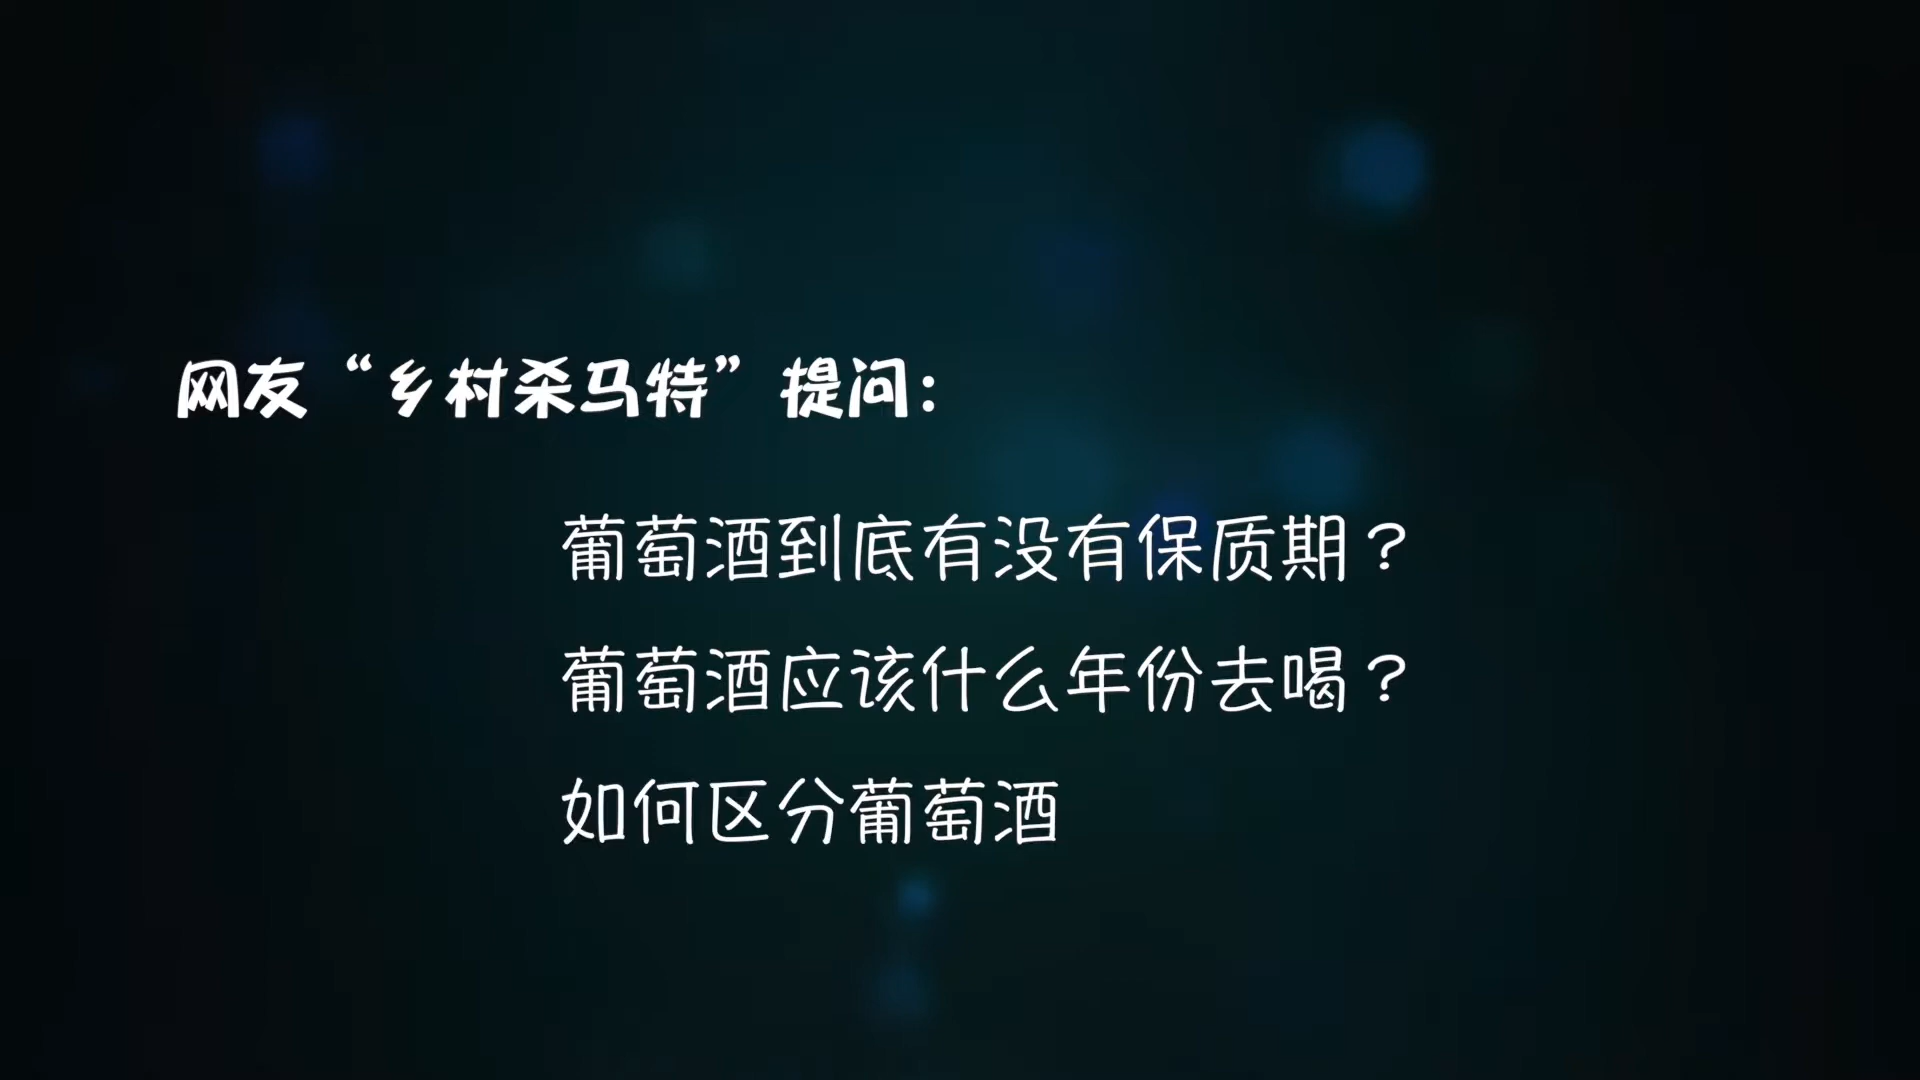 网友“乡村杀马特”提问：
葡萄酒到底有没有保质期？
葡萄酒应该什么年份去喝？
如何区分葡萄酒